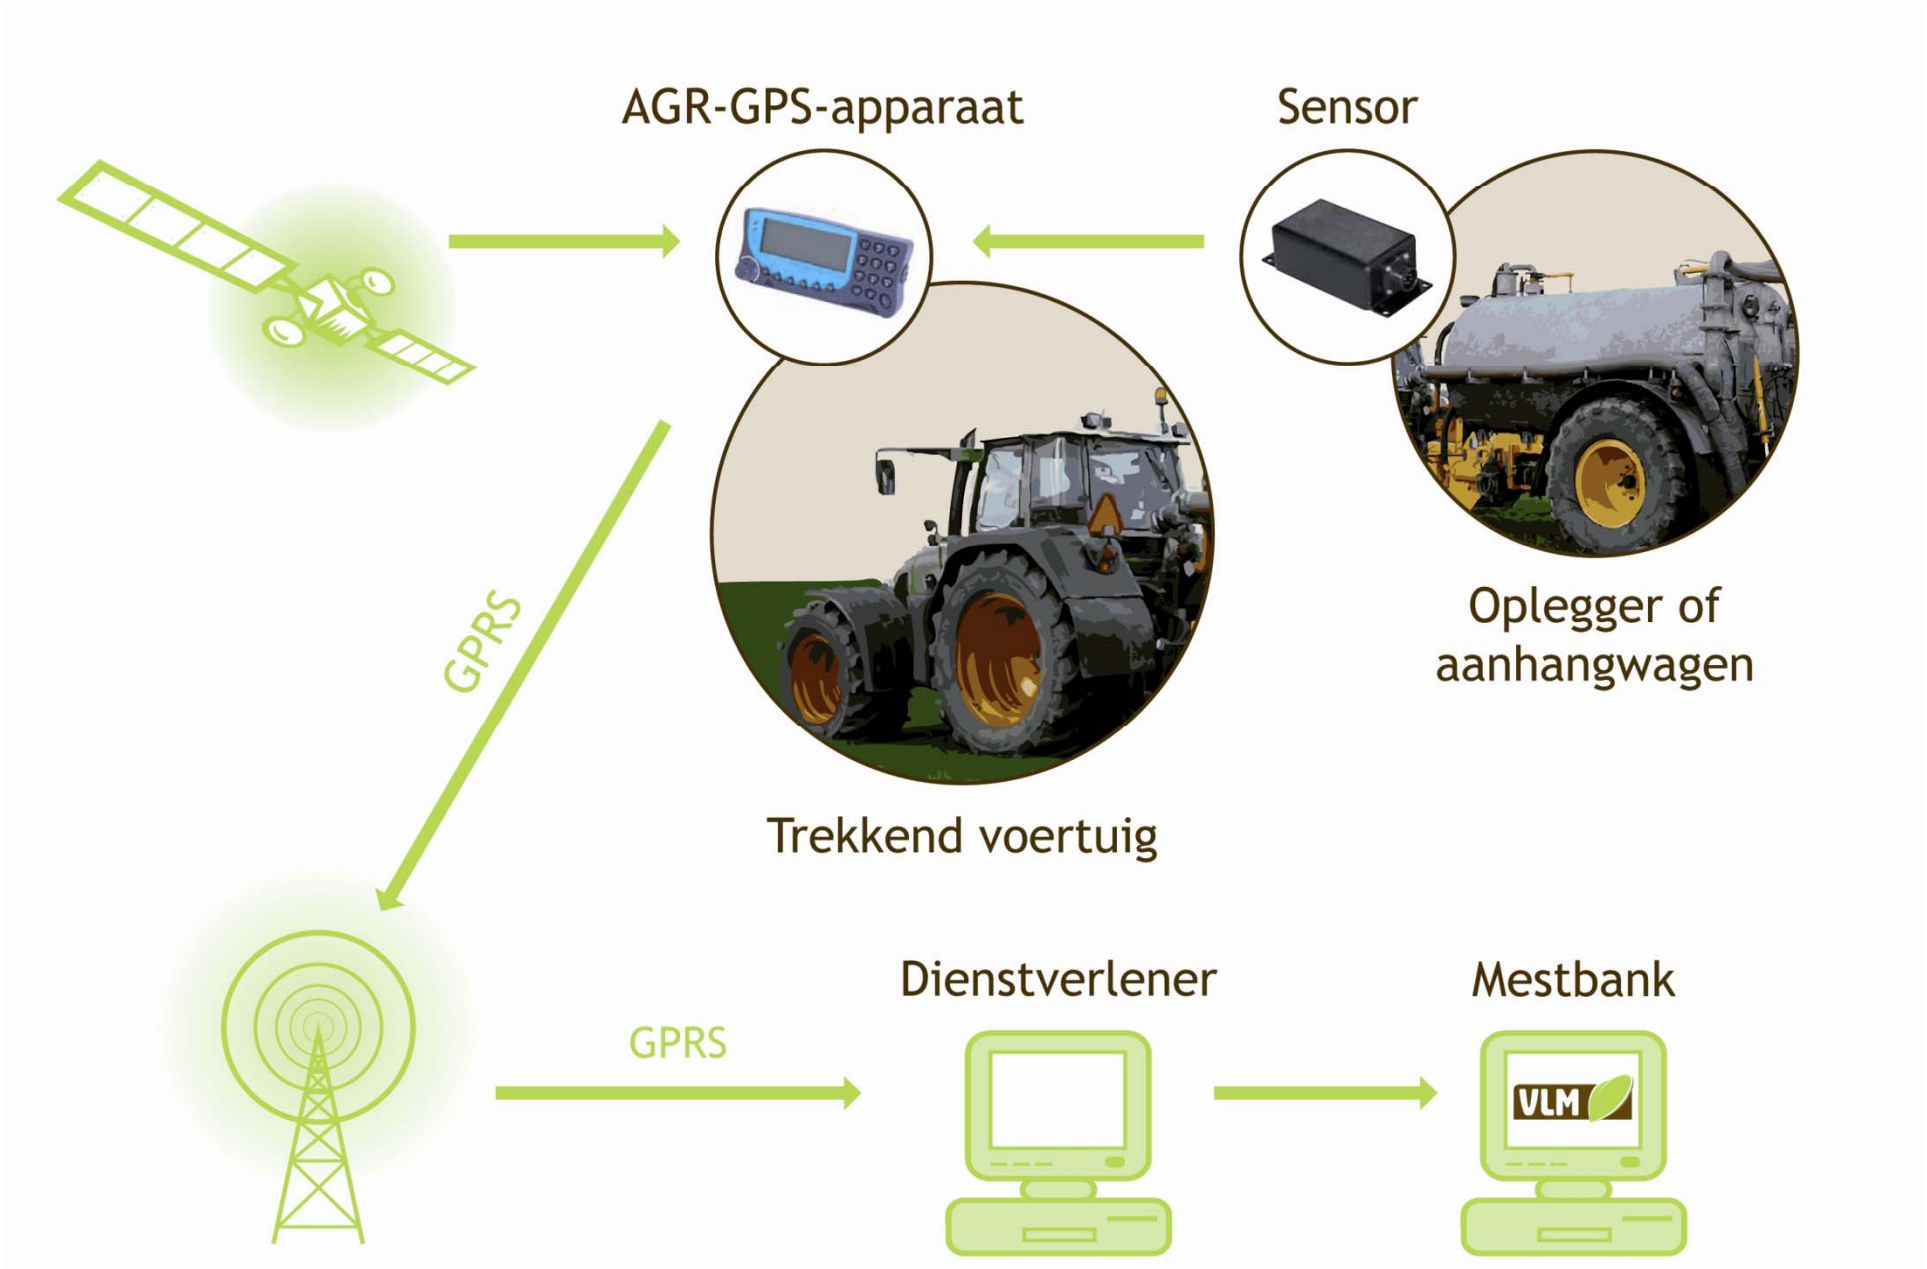 AGR-GPS-apparaat
Sensor
Oplegger of
aanhangwagen
GPRS
Trekkend voertuig
Dienstverlener
Mestbank
GPRS
VLM